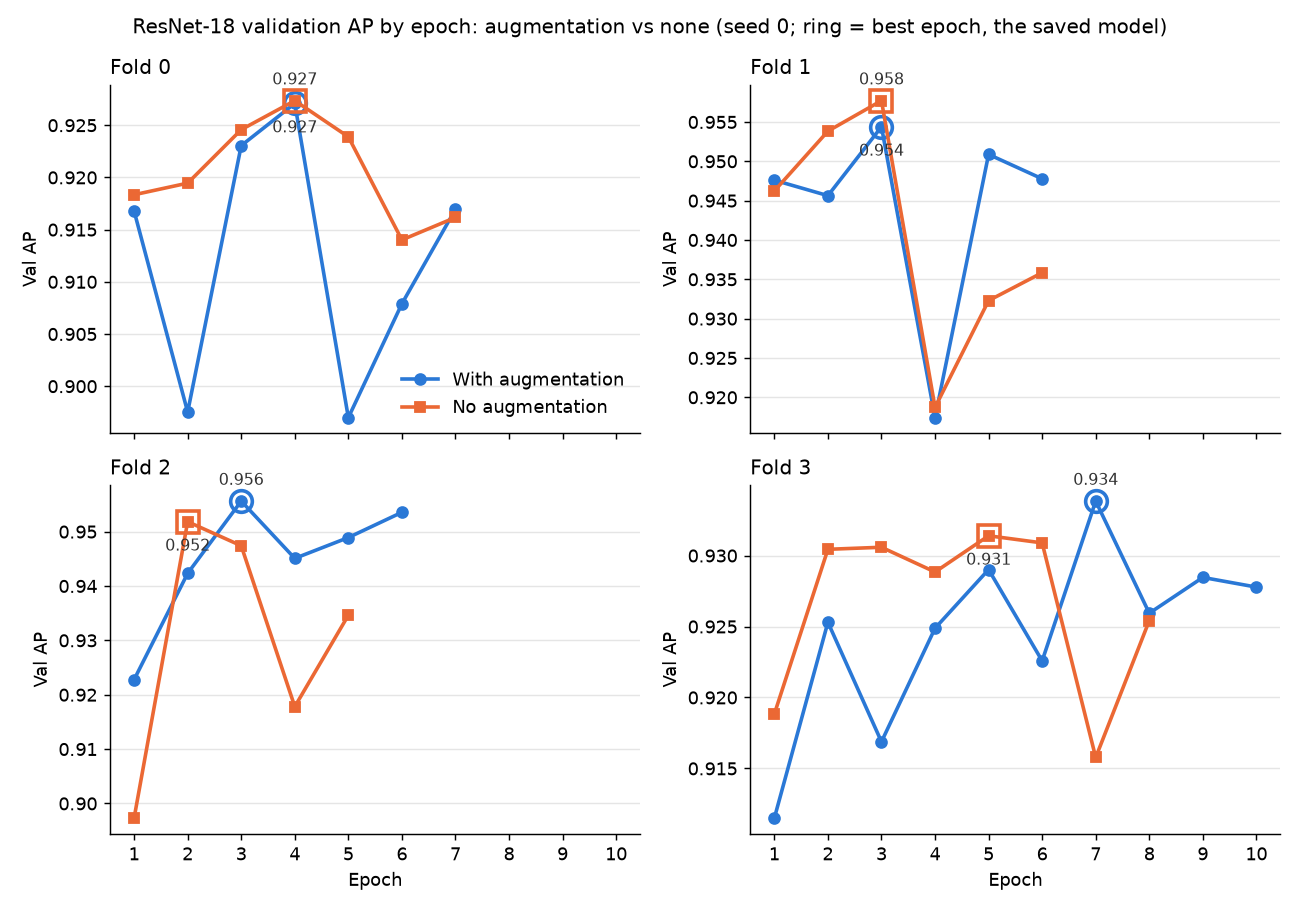 ResNet-18 validation AP by epoch: augmentation vs none (seed 0; ring = best epoch, the saved model)
Fold 0
0.927
0.927
0.925
0.920
0.915
0.910
0.905
0.900
Val AP
With augmentation
No augmentation
Fold 1
0.958
0.954
0.955
0.950
0.945
0.940
0.935
0.930
0.925
0.920
Val AP
Fold 2
0.956
0.952
0.95
0.94
0.93
0.92
0.91
0.90
Val AP
1 2 3 4 5 6 7 8 9 10
Epoch
Fold 3
0.934
0.931
0.930
0.925
0.920
0.915
Val AP
1 2 3 4 5 6 7 8 9 10
Epoch